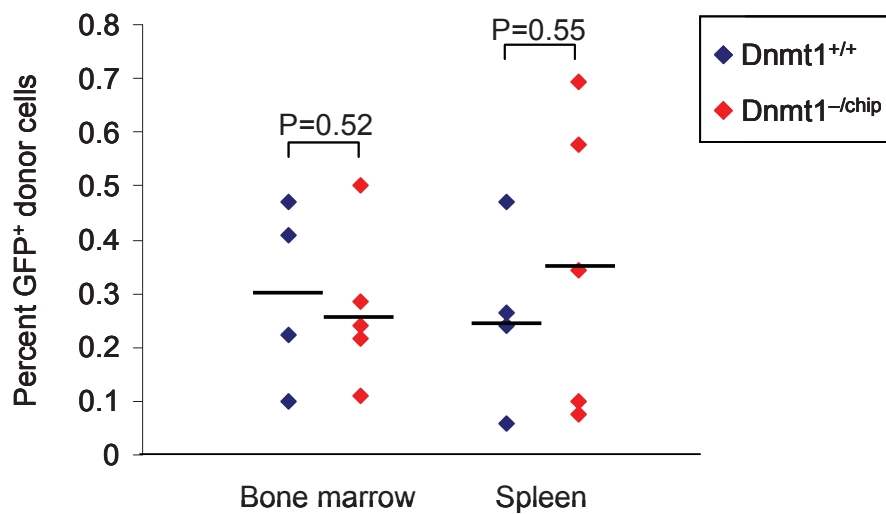 Percent GFP⁺ donor cells
0.8
0.7
0.6
0.5
0.4
0.3
0.2
0.1
0
P=0.52
P=0.55
Bone marrow
Spleen
Dnmt1⁺/⁺
Dnmt1⁻/ᶜʰⁱᵖ